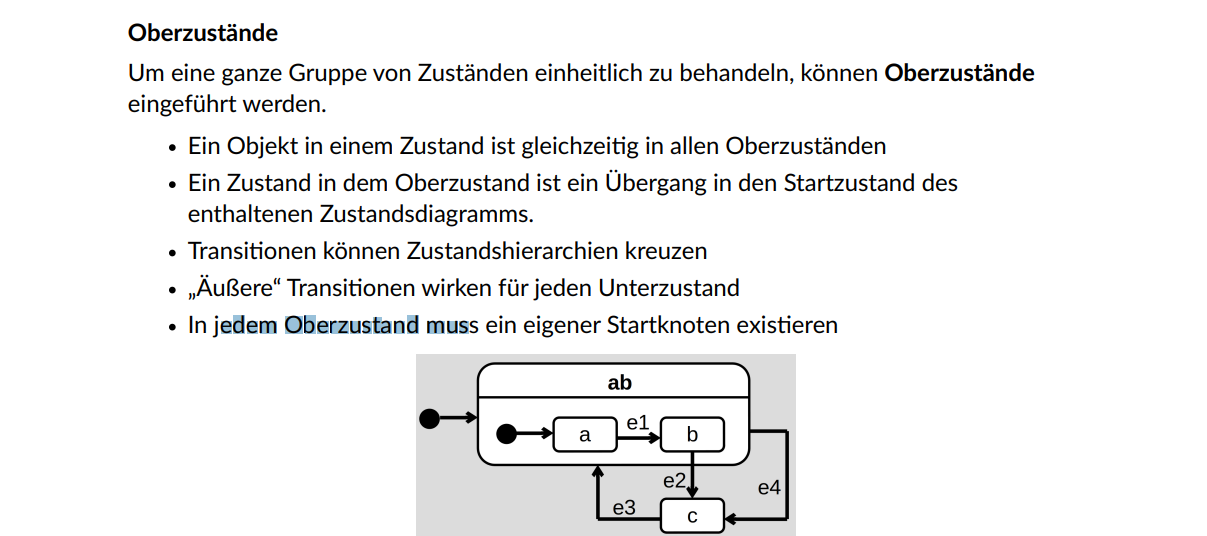 Oberzustände
Um eine ganze Gruppe von Zuständen einheitlich zu behandeln, können Oberzustände
eingeführt werden.
• Ein Objekt in einem Zustand ist gleichzeitig in allen Oberzuständen
• Ein Zustand in dem Oberzustand ist ein Übergang in den Startzustand des
enthaltenen Zustandsdiagramms.
• Transitionen können Zustandshierarchien kreuzen
• „Äußere“ Transitionen wirken für jeden Unterzustand
• In jedem Oberzustand muss ein eigener Startknoten existieren
ab
a
e1
b
e2
e4
e3
c